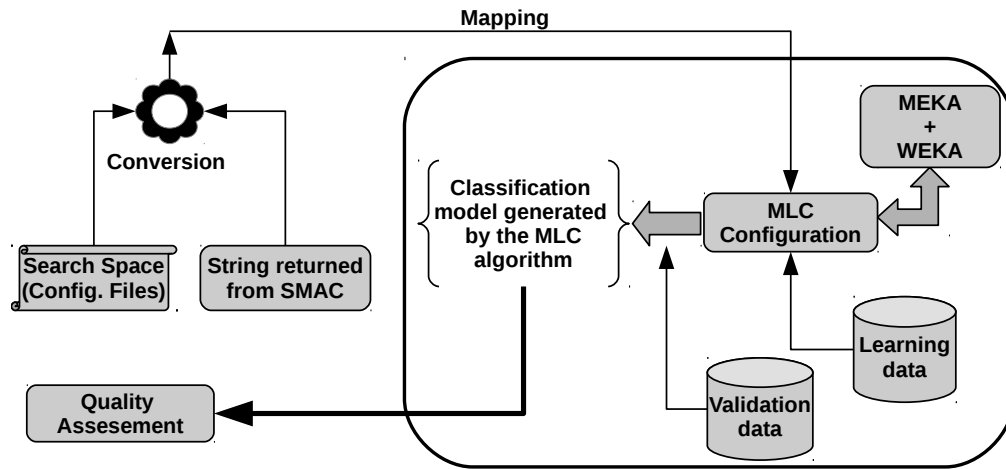 Mapping
MEKA
+
WEKA
Conversion
Classification
model generated
by the MLC
algorithm
MLC
Configuration
Search Space
(Config. Files)
String returned
from SMAC
Learning
data
Quality
Assesement
Validation
data